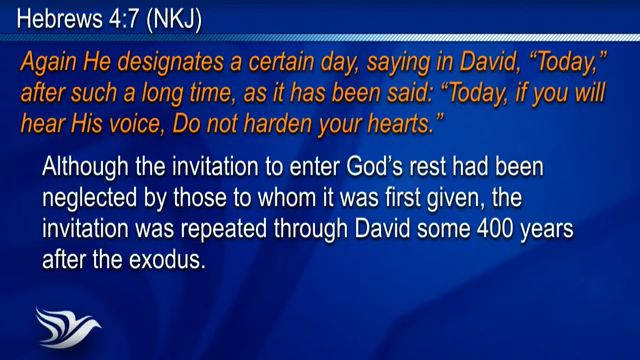 Hebrews 4:7 (NKJ)
Again He designates a certain day, saying in David, “Today,”
after such a long time, as it has been said: “Today, if you will
hear His voice, Do not harden your hearts.”
Although the invitation to enter God’s rest had been
neglected by those to whom it was first given, the
invitation was repeated through David some 400 years
after the exodus.